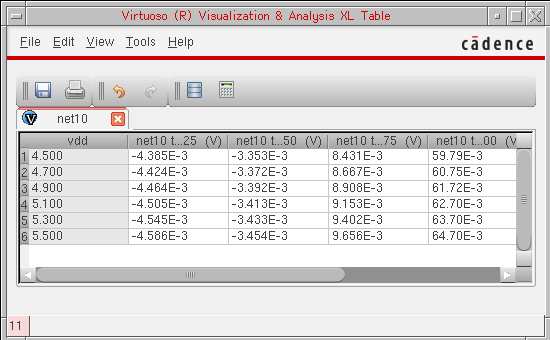 Virtuoso (R) Visualization & Analysis XL Table
File Edit View Tools Help
cādence
net10
vdd net10 t...25 (V) net10 t...50 (V) net10 t...75 (V) net10 t...00 (V
1 4.500 -4.385E-3 -3.353E-3 8.431E-3 59.79E-3
2 4.700 -4.424E-3 -3.372E-3 8.667E-3 60.75E-3
3 4.900 -4.464E-3 -3.392E-3 8.908E-3 61.72E-3
4 5.100 -4.505E-3 -3.413E-3 9.153E-3 62.70E-3
5 5.300 -4.545E-3 -3.433E-3 9.402E-3 63.70E-3
6 5.500 -4.586E-3 -3.454E-3 9.656E-3 64.70E-3
11